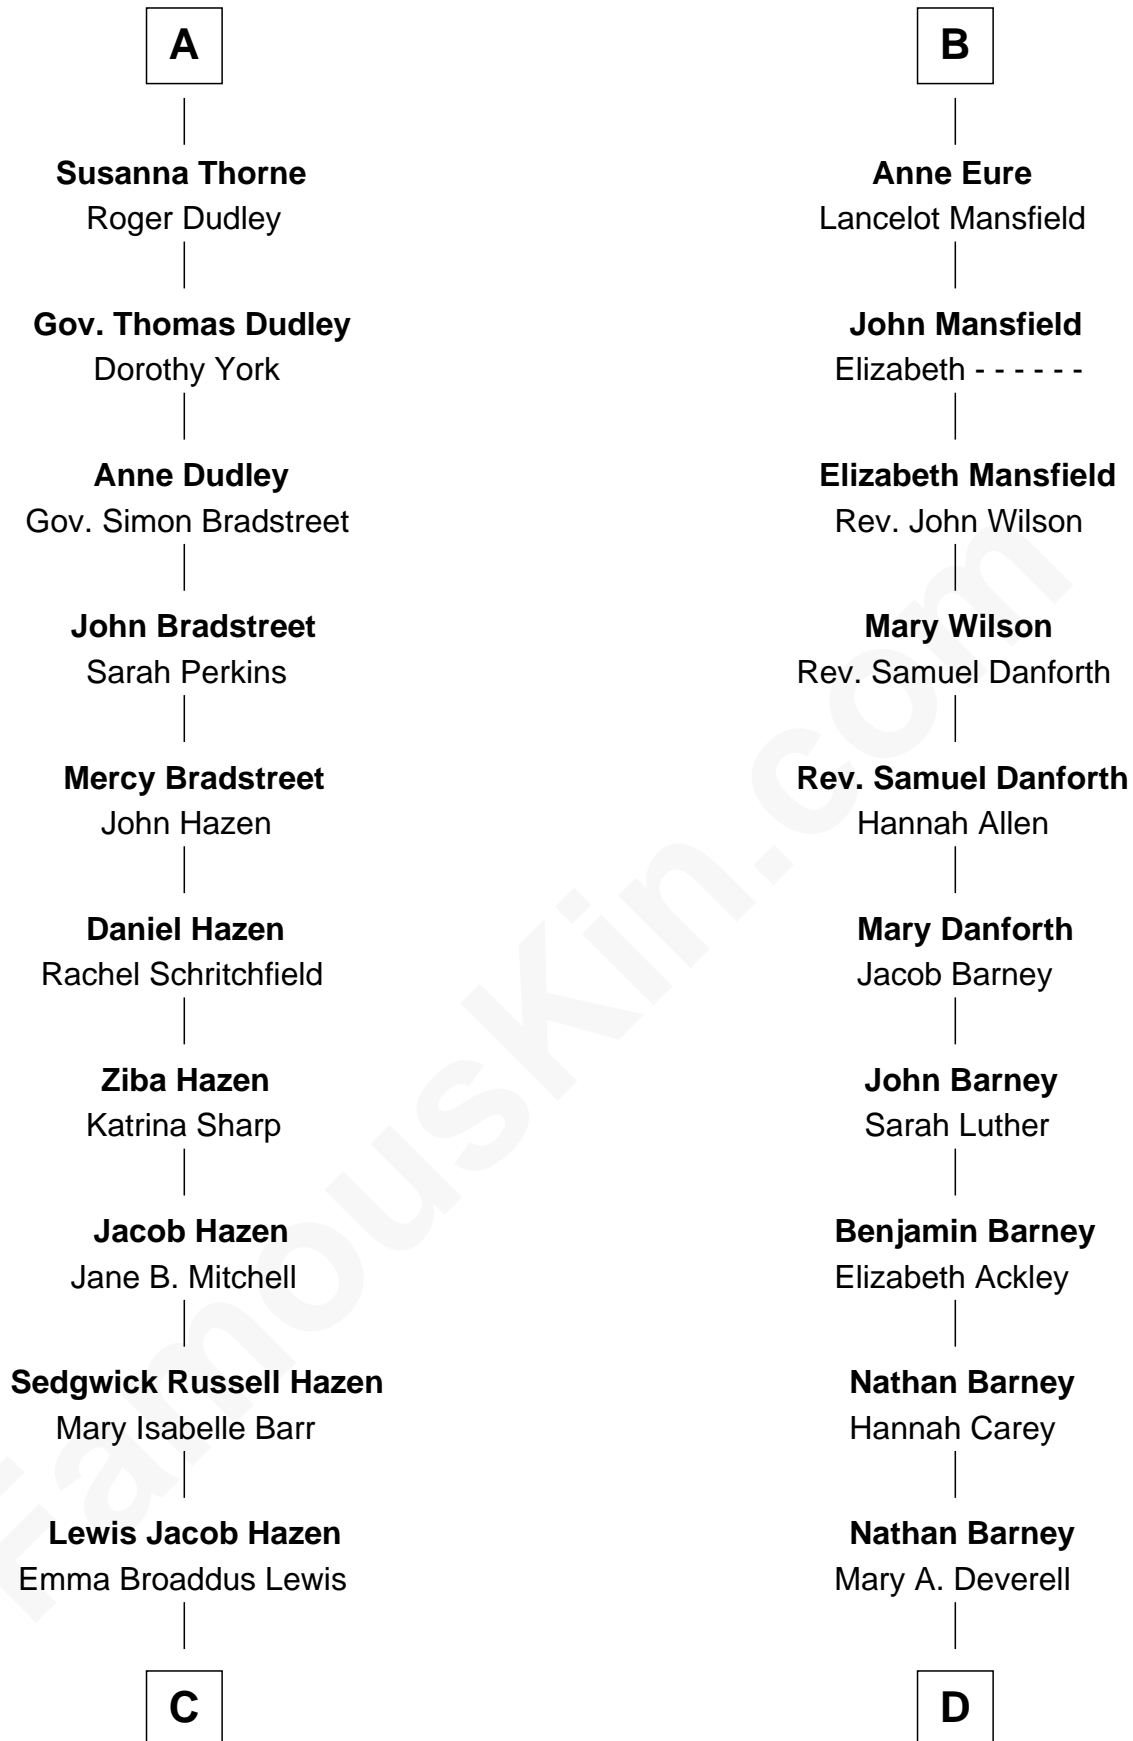 A
Susanna Thorne
Roger Dudley
Gov. Thomas Dudley
Dorothy York
Anne Dudley
Gov. Simon Bradstreet
John Bradstreet
Sarah Perkins
Mercy Bradstreet
John Hazen
Daniel Hazen
Rachel Schritchfield
Ziba Hazen
Katrina Sharp
Jacob Hazen
Jane B. Mitchell
Sedgwick Russell Hazen
Mary Isabelle Barr
Lewis Jacob Hazen
Emma Broaddus Lewis
C
B
Anne Eure
Lancelot Mansfield
John Mansfield
Elizabeth - - - - - -
Elizabeth Mansfield
Rev. John Wilson
Mary Wilson
Rev. Samuel Danforth
Rev. Samuel Danforth
Hannah Allen
Mary Danforth
Jacob Barney
John Barney
Sarah Luther
Benjamin Barney
Elizabeth Ackley
Nathan Barney
Hannah Carey
Nathan Barney
Mary A. Deverell
D
FamousKin.com